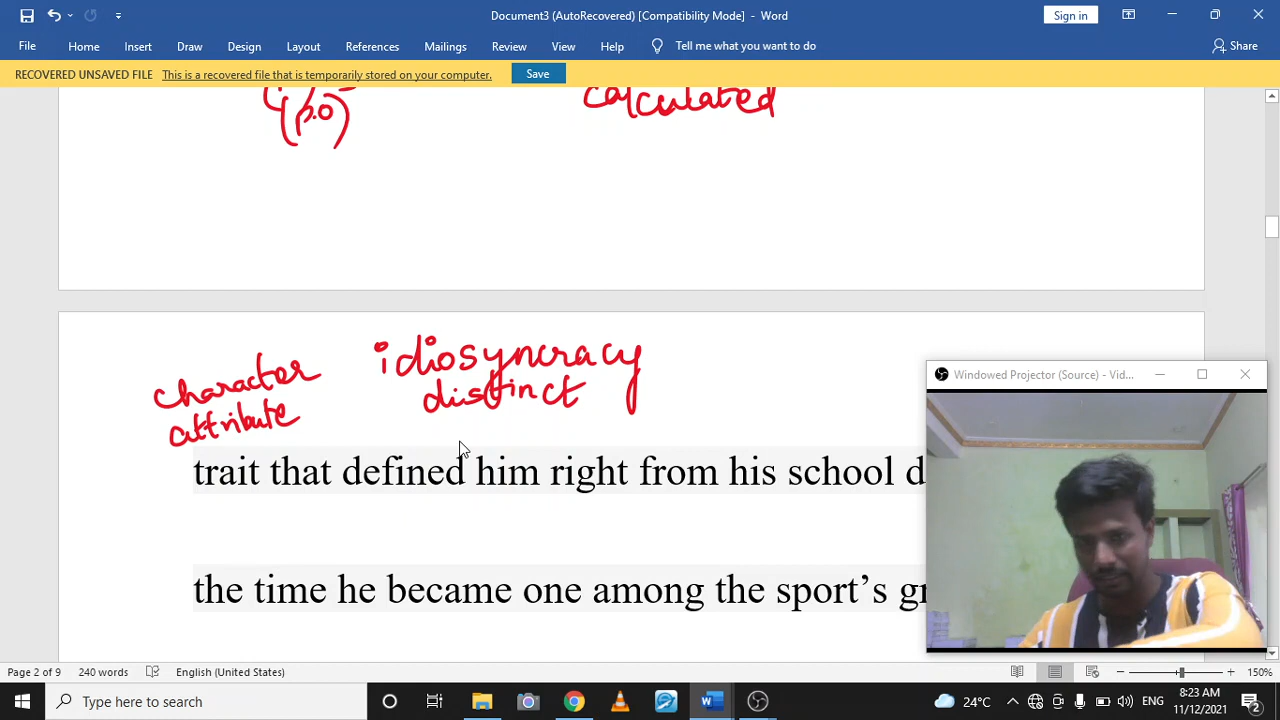 Document3 (AutoRecovered) [Compatibility Mode] - Word
Sign in
File Home Insert Draw Design Layout References Mailings Review View Help Tell me what you want to do Share
RECOVERED UNSAVED FILE This is a recovered file that is temporarily stored on your computer. Save
calculated
idiosyncracy
distinct
character
attribute
Windowed Projector (Source) - Vid...
trait that defined him right from his school d
the time he became one among the sport’s gr
Page 2 of 9 240 words English (United States) 150%
Type here to search
24°C ENG
8:23 AM
11/12/2021
2